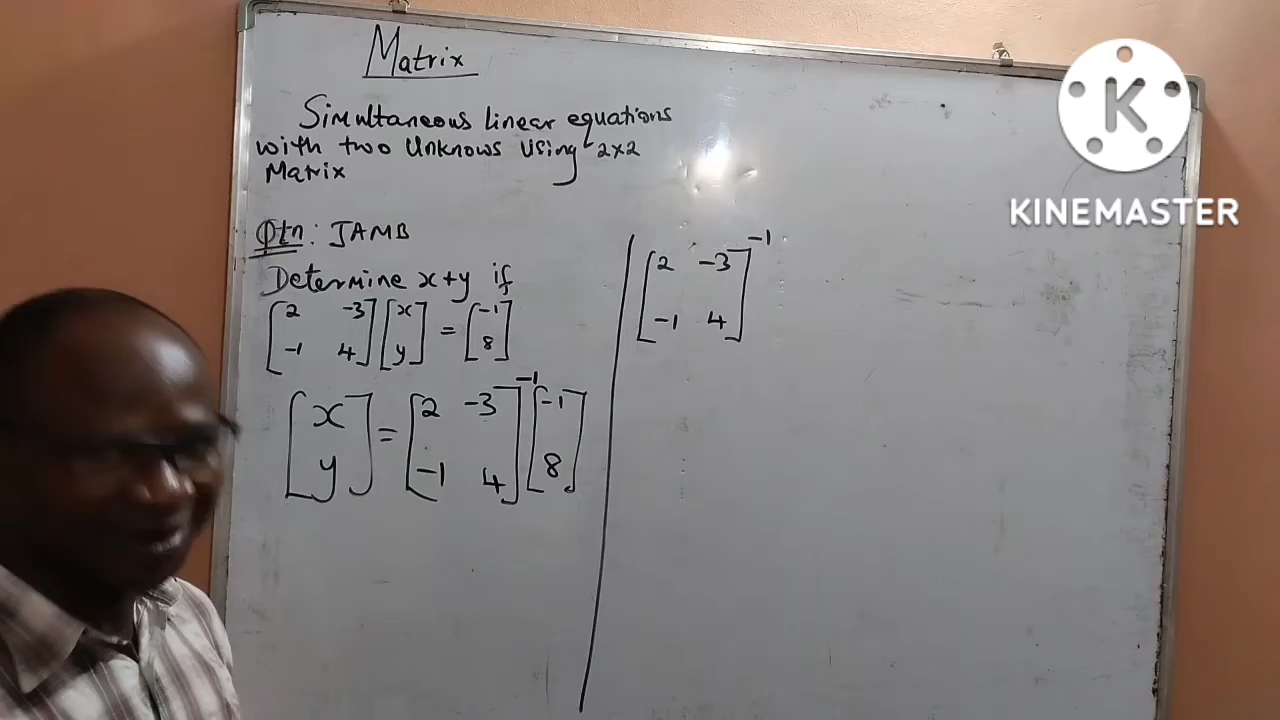 Matrix
Simultaneous linear equations
with two Unknows Using 2x2
Matrix
Qtn: JAMB
Determine x+y if
[2 -3; -1 4] [x; y] = [-1; 8]
[x; y] = [2 -3; -1 4]^-1 [-1; 8]
[2 -3; -1 4]^-1
K
KINEMASTER